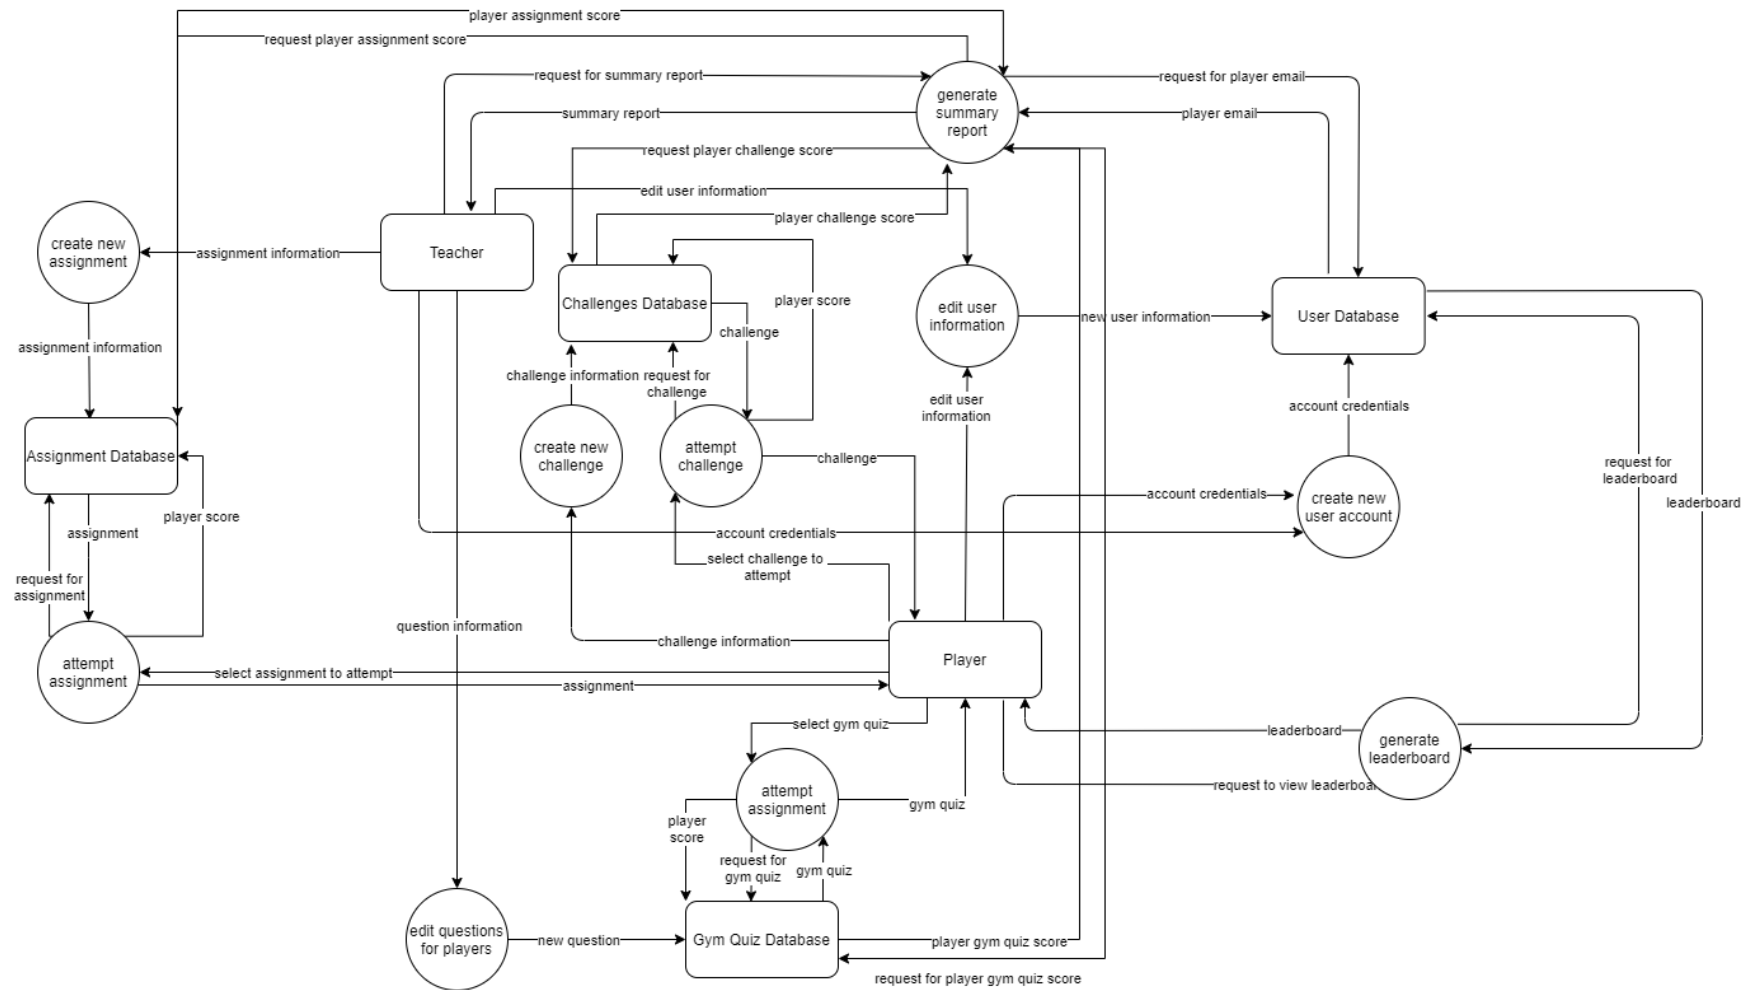 player assignment score
request player assignment score
request for summary report
request for player email
generate
summary
report
summary report
player email
request player challenge score
edit user information
player challenge score
create new
assignment
assignment information
Teacher
Challenges Database
player score
challenge
edit user
information
new user information
User Database
assignment information
challenge information
request for
challenge
edit user
information
account credentials
Assignment Database
create new
challenge
attempt
challenge
challenge
request for
leaderboard
leaderboard
account credentials
create new
user account
player score
assignment
account credentials
select challenge to
attempt
request for
assignment
question information
challenge information
attempt
assignment
select assignment to attempt
assignment
Player
select gym quiz
leaderboard
generate
leaderboard
request to view leaderboa
attempt
assignment
gym quiz
player
score
request for
gym quiz
gym quiz
edit questions
for players
new question
Gym Quiz Database
player gym quiz score
request for player gym quiz score